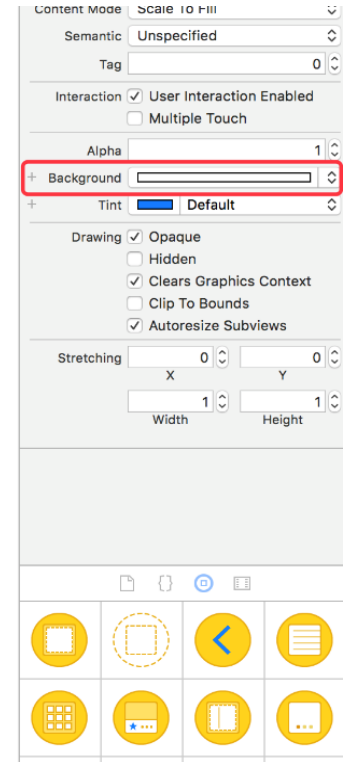 Content Mode Scale To Fill
Semantic Unspecified
Tag 0
Interaction User Interaction Enabled
Multiple Touch
Alpha 1
+ Background
+ Tint Default
Drawing Opaque
Hidden
Clears Graphics Context
Clip To Bounds
Autoresize Subviews
Stretching 0 0
X Y
1 1
Width Height
{}